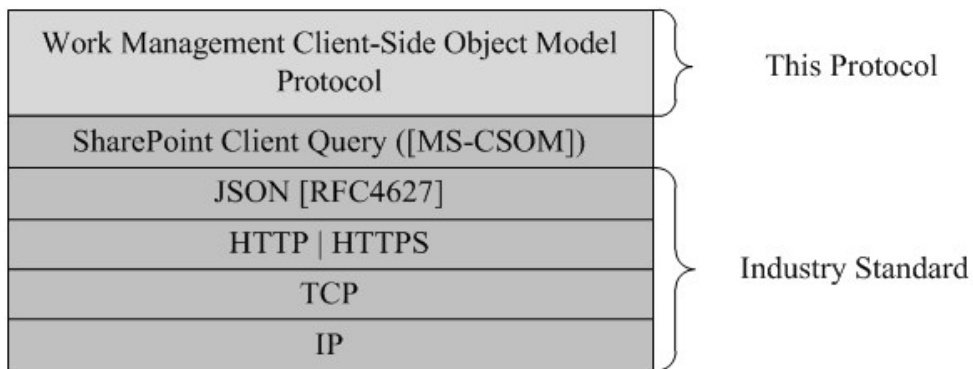 Work Management Client-Side Object Model
Protocol
This Protocol
SharePoint Client Query ([MS-CSOM])
JSON [RFC4627]
HTTP | HTTPS
Industry Standard
TCP
IP